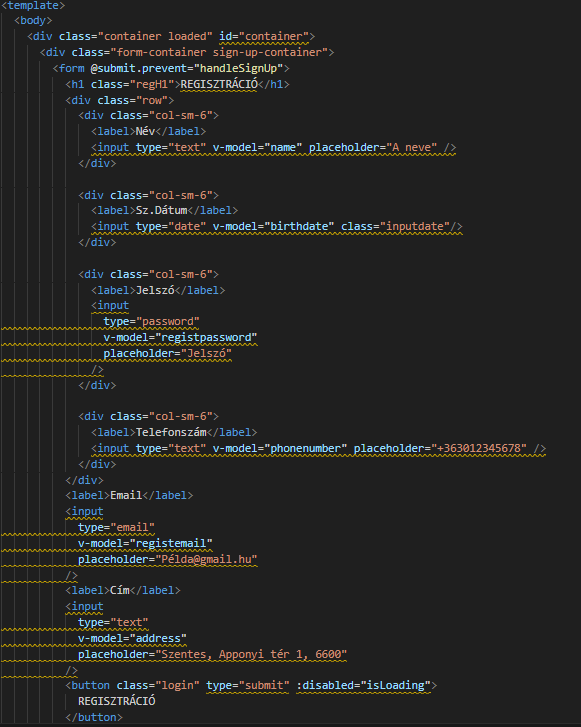 <template>
  <body>
    <div class="container loaded" id="container">
      <div class="form-container sign-up-container">
        <form @submit.prevent="handleSignUp">
          <h1 class="regH1">REGISZTRÁCIÓ</h1>
          <div class="row">
            <div class="col-sm-6">
              <label>Név</label>
              <input type="text" v-model="name" placeholder="A neve" />
            </div>

            <div class="col-sm-6">
              <label>Sz.Dátum</label>
              <input type="date" v-model="birthdate" class="inputdate"/>
            </div>

            <div class="col-sm-6">
              <label>Jelszó</label>
              <input
                type="password"
                v-model="registpassword"
                placeholder="Jelszó"
              />
            </div>

            <div class="col-sm-6">
              <label>Telefonszám</label>
              <input type="text" v-model="phonenumber" placeholder="+363012345678" />
            </div>
          </div>
          <label>Email</label>
          <input
            type="email"
            v-model="registemail"
            placeholder="Példa@gmail.hu"
          />
          <label>Cím</label>
          <input
            type="text"
            v-model="address"
            placeholder="Szentes, Apponyi tér 1, 6600"
          />
          <button class="login" type="submit" :disabled="isLoading">
            REGISZTRÁCIÓ
          </button>